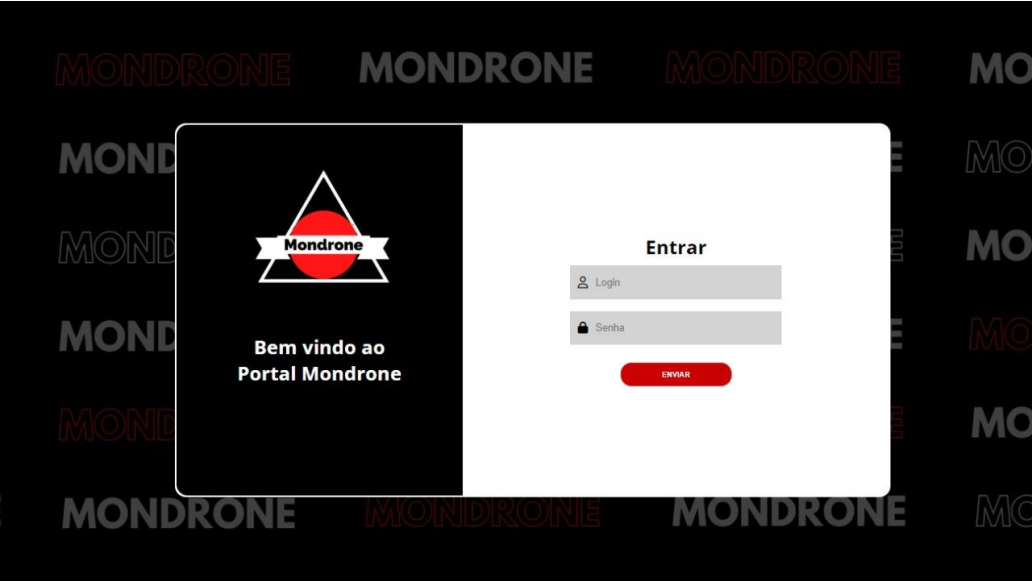 MONDRONE MONDRONE MONDRONE MO
MOND E MO
Mondrone
MOND E MO
Entrar
Login
Senha
MOND E MO
Bem vindo ao
Portal Mondrone
ENVIAR
MOND E MO
MONDRONE MONDRONE MONDRONE MO